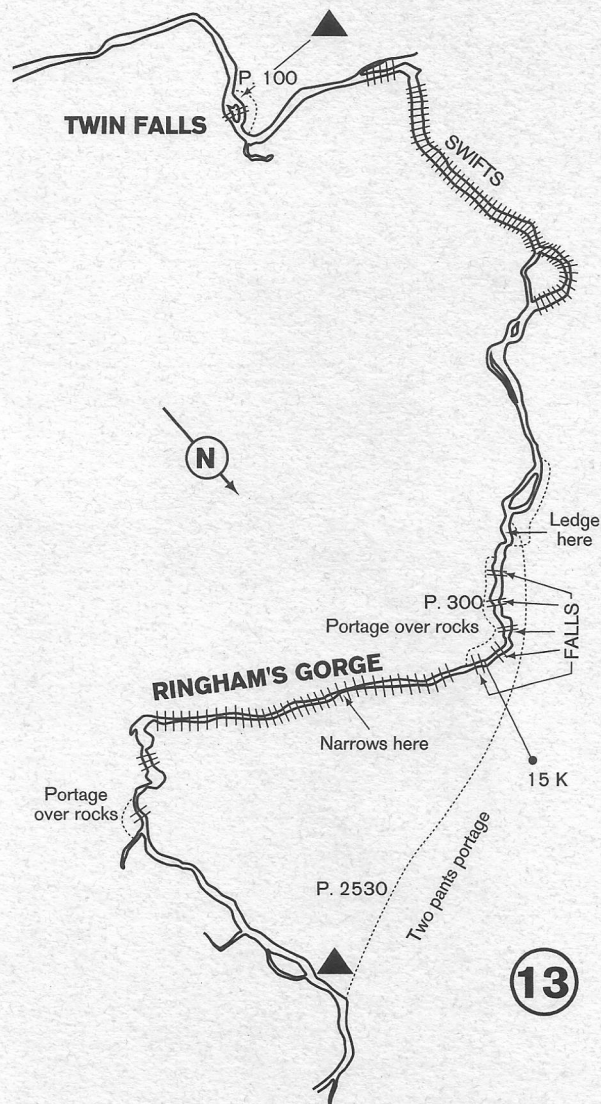 P. 100
TWIN FALLS
SWIFTS
N
Ledge
here
P. 300
Portage over rocks
FALLS
RINGHAM'S GORGE
Narrows here
15 K
Portage
over rocks
Two pants portage
P. 2530
13